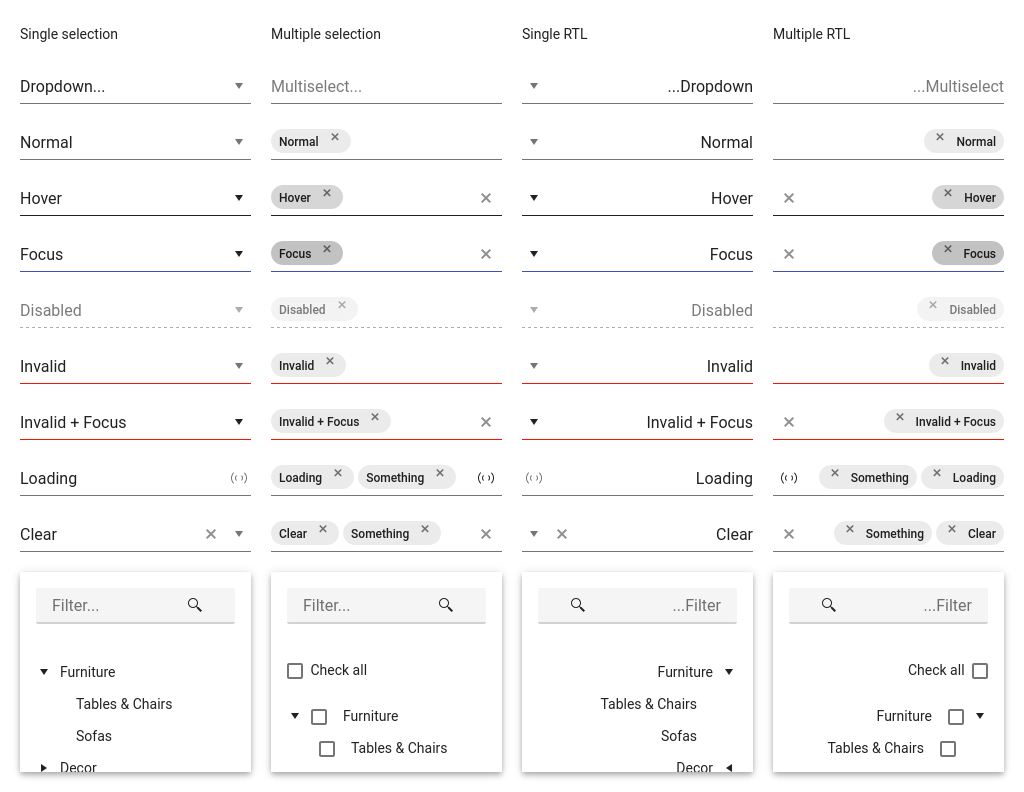 Single selection Multiple selection Single RTL Multiple RTL
Dropdown... Multiselect... ...Dropdown ...Multiselect
Normal Normal Normal Normal
Hover Hover Hover Hover
Focus Focus Focus Focus
Disabled Disabled Disabled Disabled
Invalid Invalid Invalid Invalid
Invalid + Focus Invalid + Focus Invalid + Focus Invalid + Focus
Loading Loading Something Loading Something Loading
Clear Clear Something Clear Something Clear
Filter... Filter... ...Filter ...Filter
Furniture
Tables & Chairs
Sofas
Decor
Check all
Furniture
Tables & Chairs
Furniture
Tables & Chairs
Sofas
Decor
Check all
Furniture
Tables & Chairs